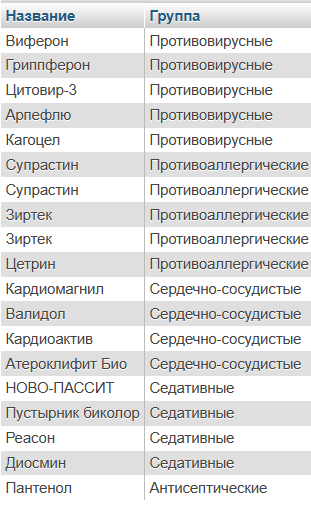 Название Группа
Виферон Противовирусные
Гриппферон Противовирусные
Цитовир-3 Противовирусные
Арпефлю Противовирусные
Кагоцел Противовирусные
Супрастин Противоаллергические
Супрастин Противоаллергические
Зиртек Противоаллергические
Зиртек Противоаллергические
Цетрин Противоаллергические
Кардиомагнил Сердечно-сосудистые
Валидол Сердечно-сосудистые
Кардиоактив Сердечно-сосудистые
Атероклифит Био Сердечно-сосудистые
НОВО-ПАССИТ Седативные
Пустырник биколор Седативные
Реасон Седативные
Диосмин Седативные
Пантенол Антисептические